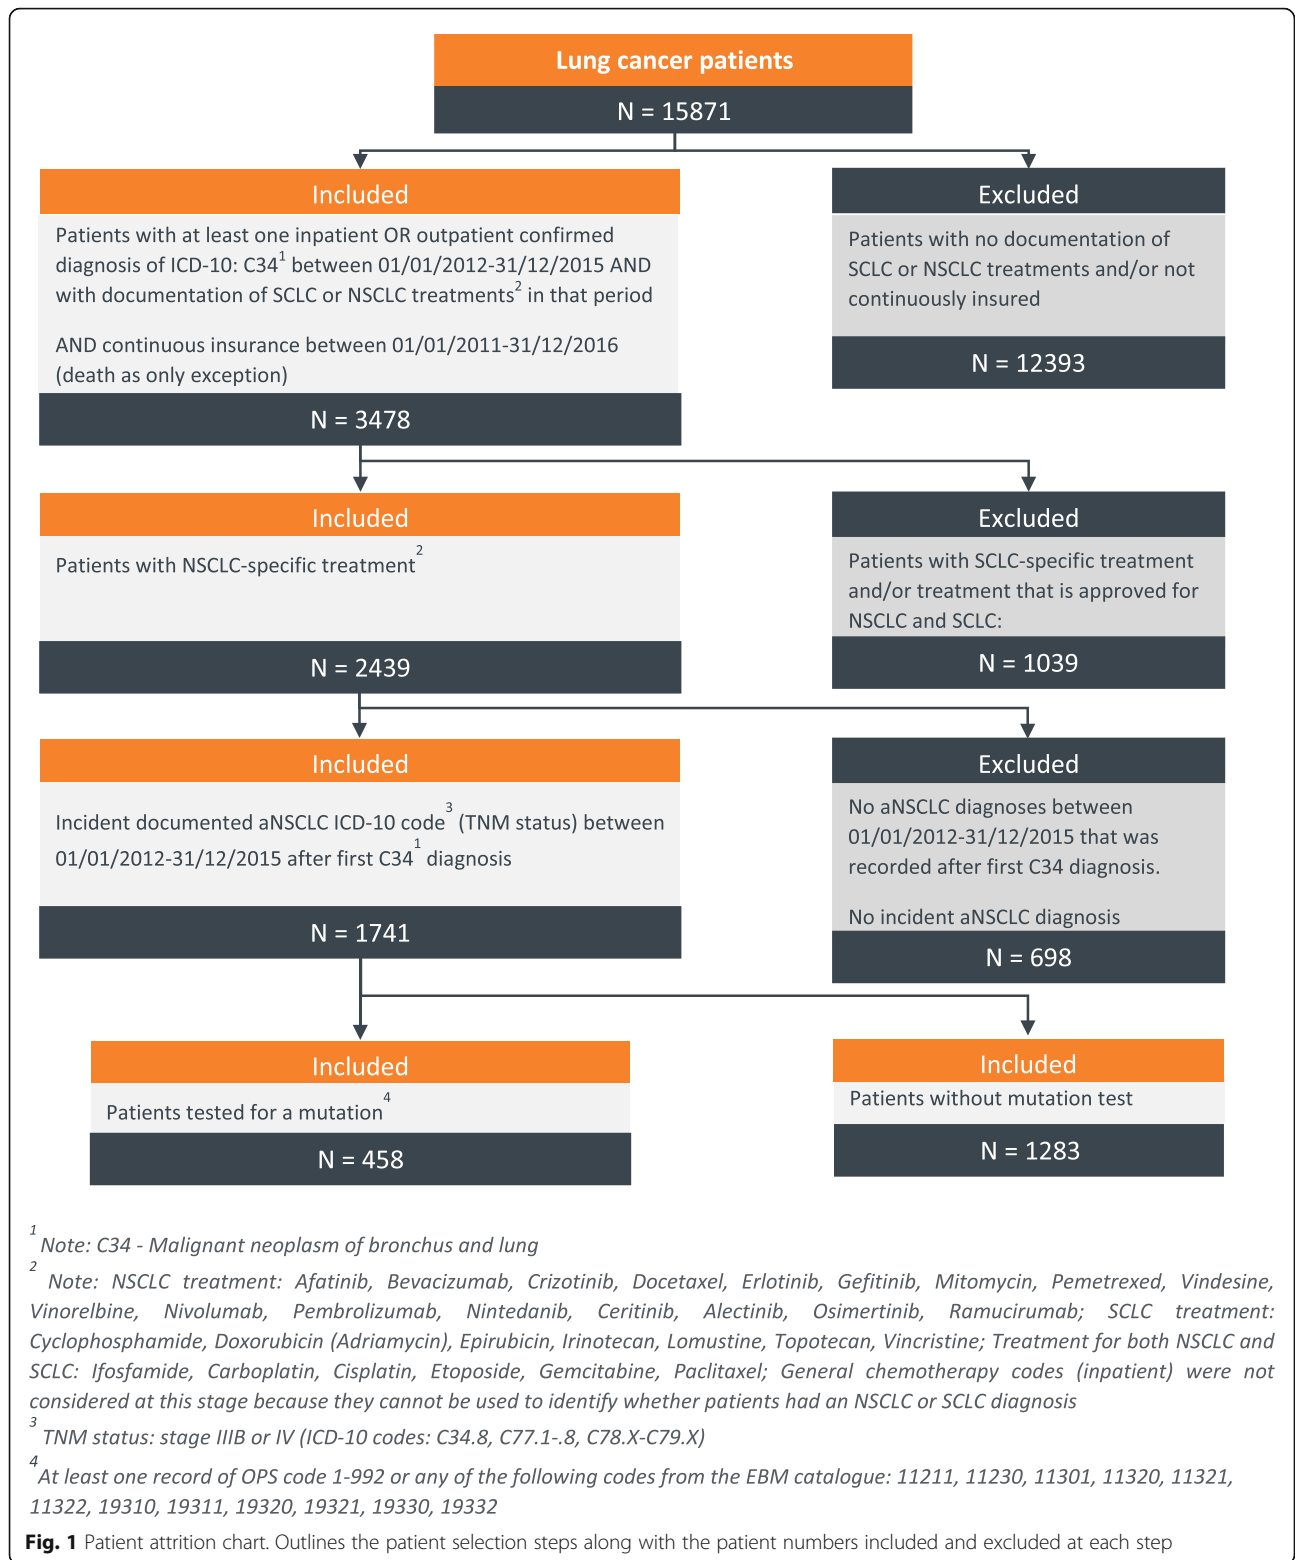 Lung cancer patients
N = 15871
Included
Patients with at least one inpatient OR outpatient confirmed
diagnosis of ICD-10: C341 between 01/01/2012-31/12/2015 AND
with documentation of SCLC or NSCLC treatments2 in that period
AND continuous insurance between 01/01/2011-31/12/2016
(death as only exception)
N = 3478
Excluded
Patients with no documentation of
SCLC or NSCLC treatments and/or not
continuously insured
N = 12393
Included
Patients with NSCLC-specific treatment2
N = 2439
Excluded
Patients with SCLC-specific treatment
and/or treatment that is approved for
NSCLC and SCLC:
N = 1039
Included
Incident documented aNSCLC ICD-10 code3 (TNM status) between
01/01/2012-31/12/2015 after first C341 diagnosis
N = 1741
Excluded
No aNSCLC diagnoses between
01/01/2012-31/12/2015 that was
recorded after first C34 diagnosis.
No incident aNSCLC diagnosis
N = 698
Included
Patients tested for a mutation4
N = 458
Included
Patients without mutation test
N = 1283
1 Note: C34 - Malignant neoplasm of bronchus and lung
2 Note: NSCLC treatment: Afatinib, Bevacizumab, Crizotinib, Docetaxel, Erlotinib, Gefitinib, Mitomycin, Pemetrexed, Vindesine,
Vinorelbine, Nivolumab, Pembrolizumab, Nintedanib, Ceritinib, Alectinib, Osimertinib, Ramucirumab; SCLC treatment:
Cyclophosphamide, Doxorubicin (Adriamycin), Epirubicin, Irinotecan, Lomustine, Topotecan, Vincristine; Treatment for both NSCLC and
SCLC: Ifosfamide, Carboplatin, Cisplatin, Etoposide, Gemcitabine, Paclitaxel; General chemotherapy codes (inpatient) were not
considered at this stage because they cannot be used to identify whether patients had an NSCLC or SCLC diagnosis
3 TNM status: stage IIIB or IV (ICD-10 codes: C34.8, C77.1-.8, C78.X-C79.X)
4 At least one record of OPS code 1-992 or any of the following codes from the EBM catalogue: 11211, 11230, 11301, 11320, 11321,
11322, 19310, 19311, 19320, 19321, 19330, 19332
Fig. 1 Patient attrition chart. Outlines the patient selection steps along with the patient numbers included and excluded at each step